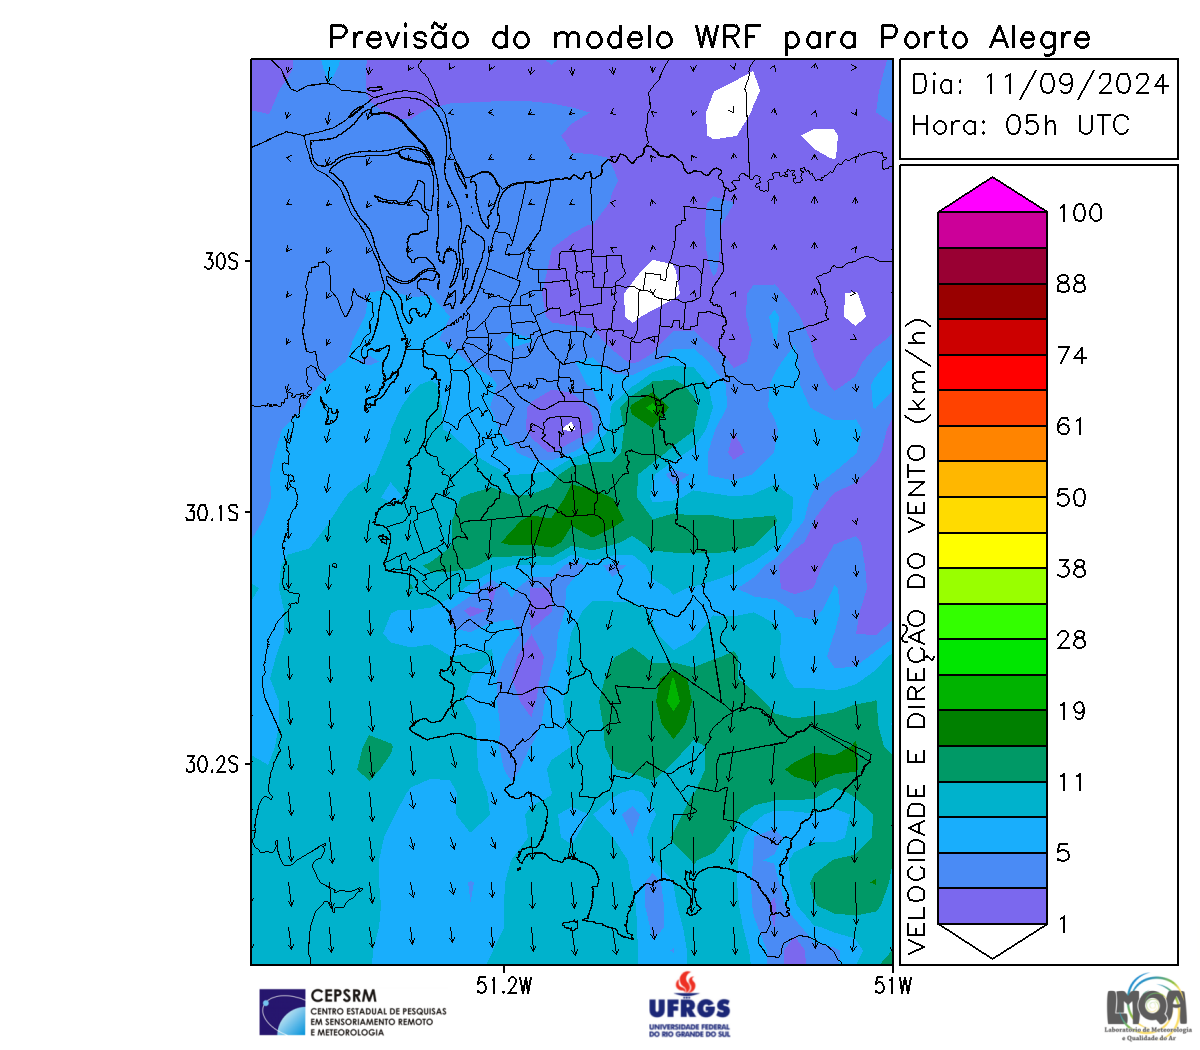 Previsão do modelo WRF para Porto Alegre
Dia: 11/09/2024
Hora: 05h UTC
30S
30.1S
30.2S
51.2W
51W
VELOCIDADE E DIREÇÃO DO VENTO (km/h)
100
88
74
61
50
38
28
19
11
5
1
CEPSRM
CENTRO ESTADUAL DE PESQUISAS
EM SENSORIAMENTO REMOTO
E METEOROLOGIA
UFRGS
UNIVERSIDADE FEDERAL
DO RIO GRANDE DO SUL
LMQA
Laboratório de Meteorologia
e Qualidade do Ar